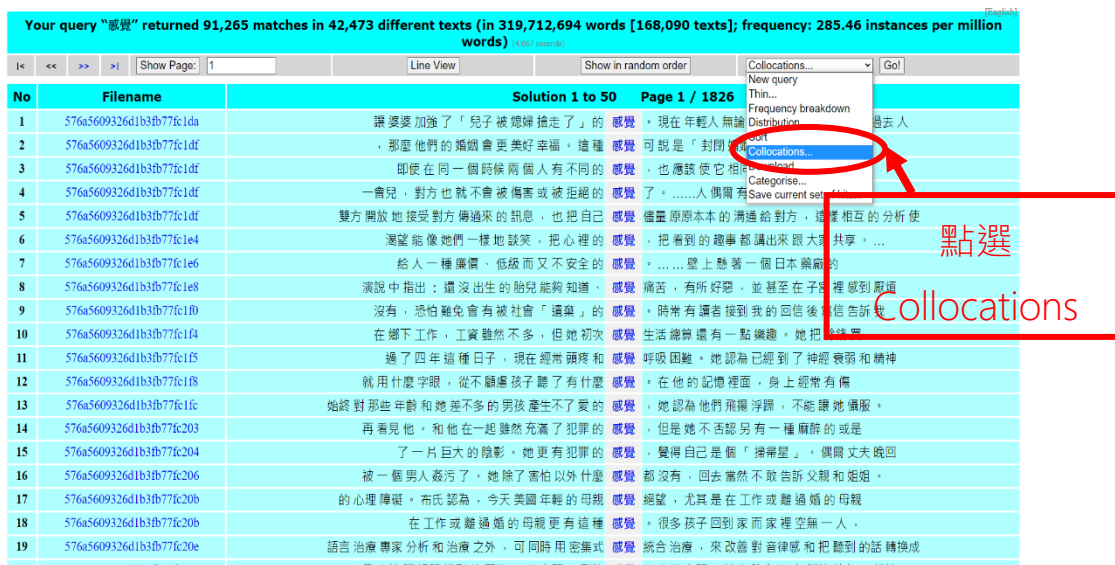 [English]
Your query “感覺” returned 91,265 matches in 42,473 different texts (in 319,712,694 words [168,090 texts]; frequency: 285.46 instances per million
words) [4.667 seconds]
|< << >> >| Show Page: 1 Line View Show in random order Collocations... Go!
New query
Thin...
Frequency breakdown
Distribution
Sort
Collocations...
Download...
Categorise...
Save current set of hits...
No Filename Solution 1 to 50 Page 1 / 1826
1 576a5609326d1b3fb77fc1da 讓 婆婆 加強 了 「 兒子 被 媳婦 搶走 了 」 的 感覺 。 現在 年輕人 無論 過去 人
2 576a5609326d1b3fb77fc1df ， 那麼 他們 的 婚姻 會 更 美好 幸福 。 這種 感覺 可 說是 「 封閉
3 576a5609326d1b3fb77fc1df 即使 在 同 一 個 時候 兩 個 人 有 不同 的 感覺 ， 也 應該 使 它 相同
4 576a5609326d1b3fb77fc1df 一會兒 ， 對方 也 就 不會 被 傷害 或 被 拒絕 的 感覺 了 。 ……人 偶爾 有
5 576a5609326d1b3fb77fc1df 雙方 開放 地 接受 對方 傳過來 的 訊息 ， 也 把 自己 感覺 儘量 原原本本 的 溝通 給 對方 ， 這樣 相互 的 分析 使
6 576a5609326d1b3fb77fc1e4 渴望 能 像 她們 一樣 地 談笑 ， 把 心 裡 的 感覺 ， 把 看到 的 趣事 都 講出來 跟 大家 共享 。 …
7 576a5609326d1b3fb77fc1e6 給 人 一 種 廉價 、 低級 而 又 不 安全 的 感覺 。 ……壁 上 懸 著 一 個 日本 藥廠 的
8 576a5609326d1b3fb77fc1e8 演說 中 指出 ： 還 沒 出生 的 胎兒 能夠 知道 、 感覺 痛苦 ， 有所 好惡 ， 並 甚至 在 子宮 裡 感到 厭煩
9 576a5609326d1b3fb77fc1f0 沒有 ， 恐怕 難免 會 有 被 社會 「 遺棄 」 的 感覺 。 時常 有 讀者 接到 我 的 回信 後 寫信 告訴 我
10 576a5609326d1b3fb77fc1f4 在 鄉下 工作 ， 工資 雖然 不 多 ， 但 她 初次 感覺 生活 總算 還 有 一 點 樂趣 。 她 把 餘錢 買
11 576a5609326d1b3fb77fc1f5 過 了 四 年 這種 日子 ， 現在 經常 頭疼 和 感覺 呼吸 困難 。 她 認為 已經 到 了 神經 衰弱 和 精神
12 576a5609326d1b3fb77fc1f8 就 用 什麼 字眼 ， 從不 顧慮 孩子 聽 了 有 什麼 感覺 。 在 他 的 記憶 裡面 ， 身 上 經常 有 傷
13 576a5609326d1b3fb77fc1fc 始終 對 那些 年齡 和 她 差不多 的 男孩 產生 不了 愛 的 感覺 ， 她 認為 他們 飛揚 浮躁 ， 不能 讓 她 懾服 。
14 576a5609326d1b3fb77fc203 再 看見 他 。 和 他 在 一起 雖然 充滿 了 犯罪 的 感覺 ， 但是 她 不 否認 另 有 一 種 麻醉 的 或是
15 576a5609326d1b3fb77fc204 了 一 片 巨大 的 陰影 。 她 更 有 犯罪 的 感覺 ， 覺得 自己 是 個 「 掃帚星 」 。 偶爾 丈夫 晚回
16 576a5609326d1b3fb77fc206 被 一 個 男人 姦污 了 。 她 除了 害怕 以外 什麼 感覺 都 沒有 ， 回去 當然 不 敢 告訴 父親 和 姐姐 。
17 576a5609326d1b3fb77fc20b 的 心理 障礙 。 布氏 認為 ， 今天 美國 年輕 的 母親 感覺 絕望 ， 尤其 是 在 工作 或 離過婚 的 母親
18 576a5609326d1b3fb77fc20b 在 工作 或 離過婚 的 母親 更 有 這種 感覺 。 很多 孩子 回到 家 而 家 裡 空無一人 ，
19 576a5609326d1b3fb77fc20e 語言 治療 專家 分析 和 治療 之外 ， 可 同時 用 密集式 感覺 統合 治療 ， 來 改善 對 音律感 和 把 聽到 的 話 轉換成
點選
Collocations